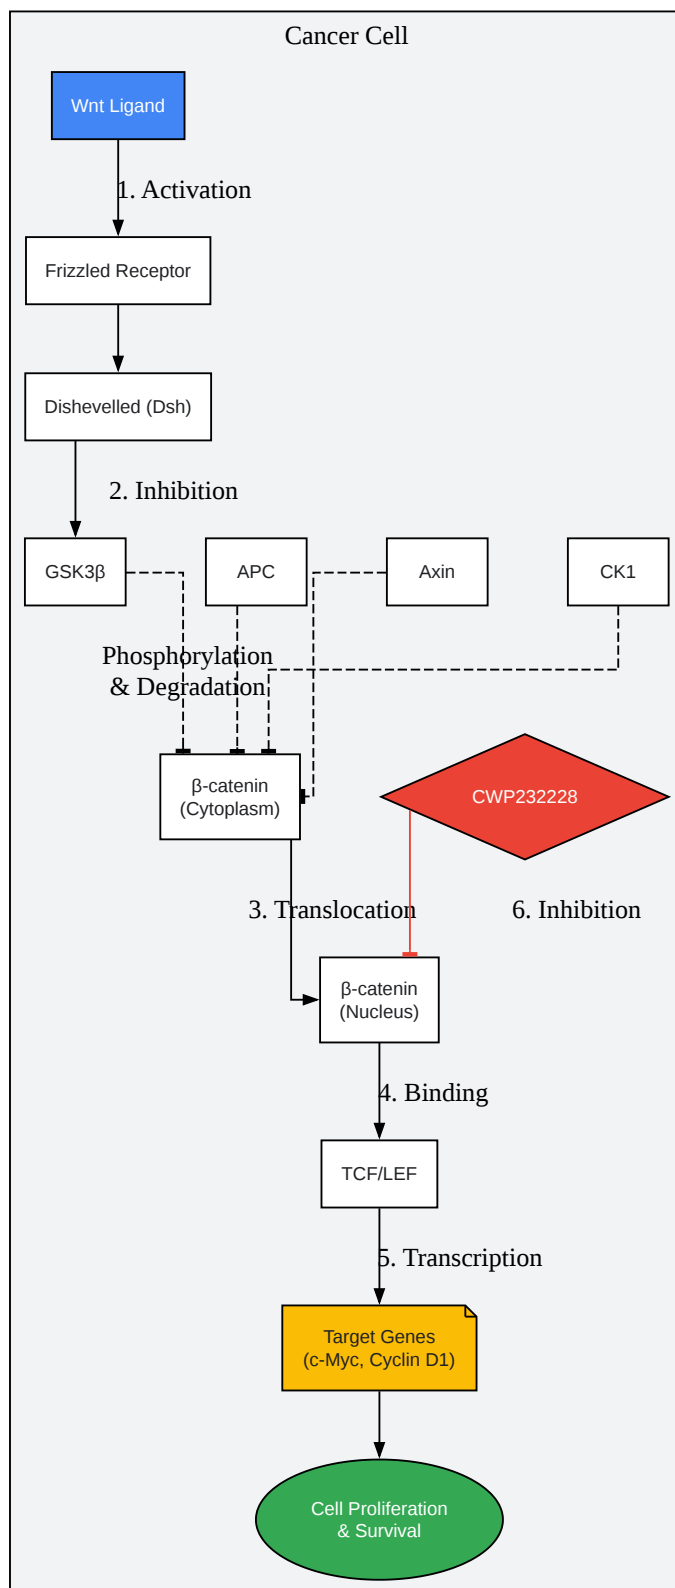 Cancer Cell
Wnt Ligand
1. Activation
Frizzled Receptor
Dishevelled (Dsh)
2. Inhibition
GSK3β
APC
Axin
CK1
Phosphorylation
& Degradation
β-catenin
(Cytoplasm)
CWP232228
3. Translocation
6. Inhibition
β-catenin
(Nucleus)
4. Binding
TCF/LEF
5. Transcription
Target Genes
(c-Myc, Cyclin D1)
Cell Proliferation
& Survival